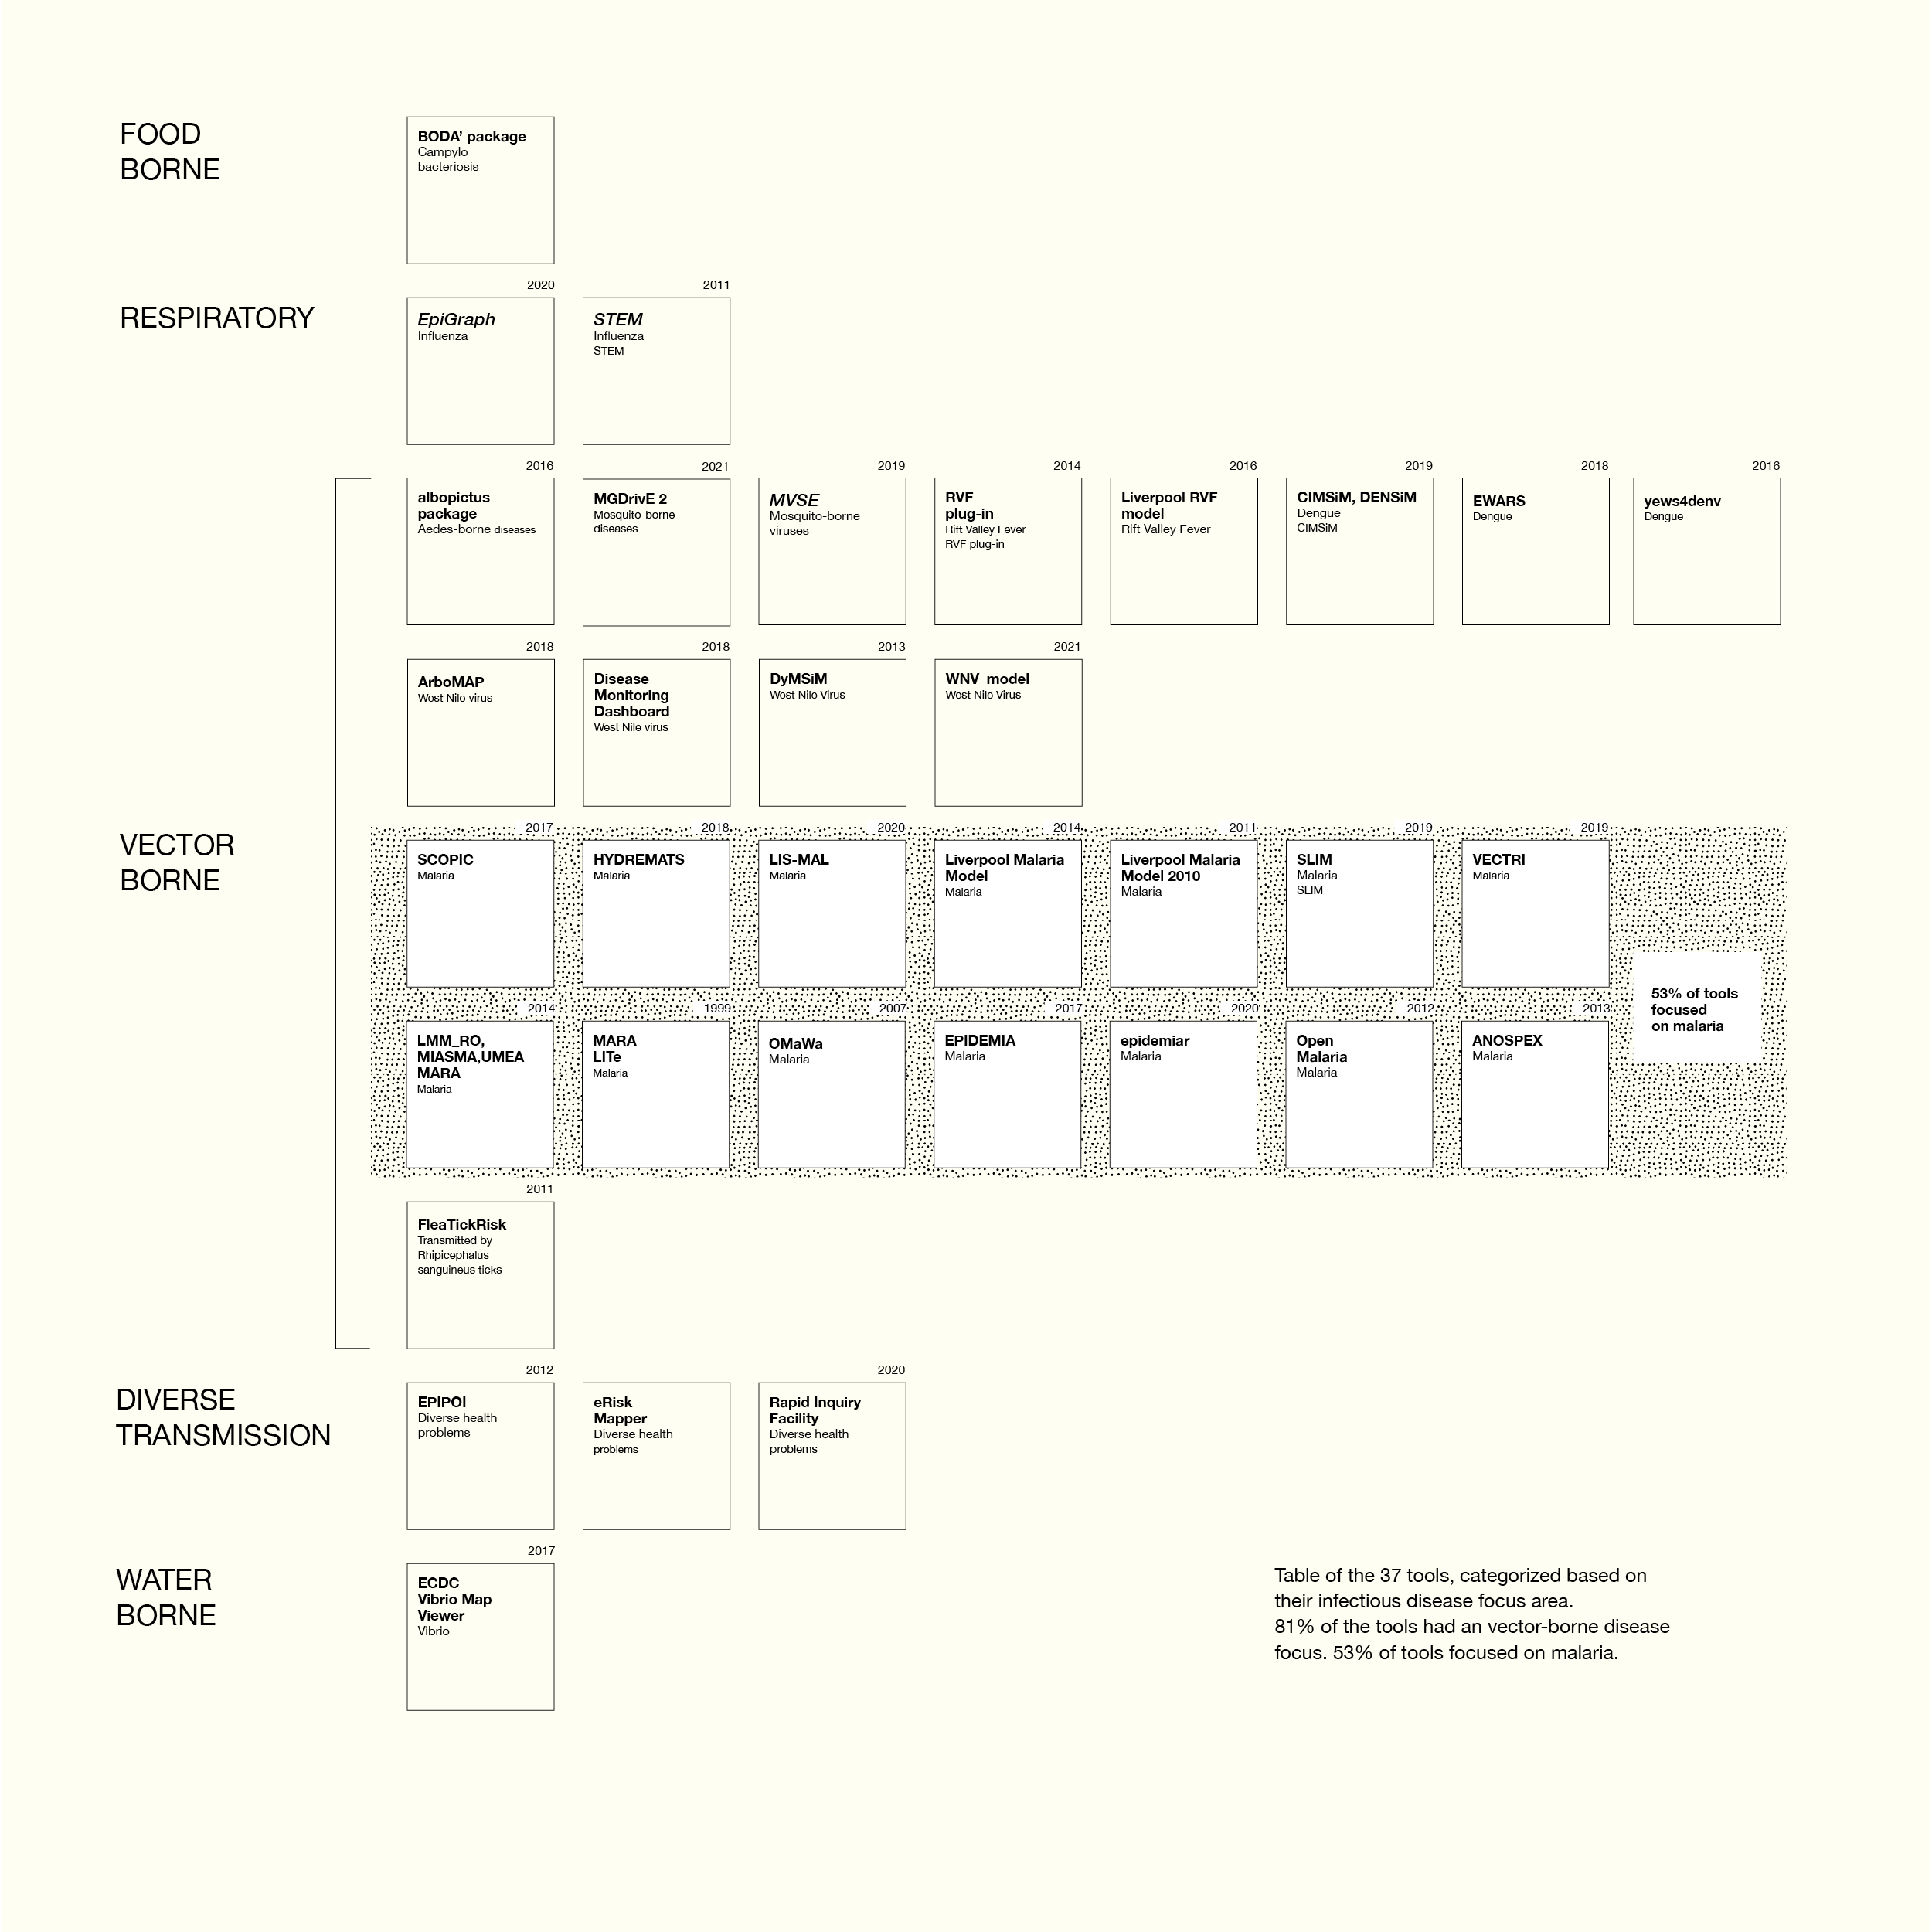 FOOD
BORNE
BODA’ package
Campylo
bacteriosis
RESPIRATORY
2020
EpiGraph
Influenza
2011
STEM
Influenza
STEM
VECTOR
BORNE
2016
albopictus
package
Aedes-borne diseases
2021
MGDrivE 2
Mosquito-borne
diseases
2019
MVSE
Mosquito-borne
viruses
2014
RVF
plug-in
Rift Valley Fever
RVF plug-in
2016
Liverpool RVF
model
Rift Valley Fever
2019
CIMSiM, DENSiM
Dengue
CIMSiM
2018
EWARS
Dengue
2016
yews4denv
Dengue
2018
ArboMAP
West Nile virus
2018
Disease
Monitoring
Dashboard
West Nile virus
2013
DyMSiM
West Nile Virus
2021
WNV_model
West Nile Virus
2017
SCOPIC
Malaria
2018
HYDREMATS
Malaria
2020
LIS-MAL
Malaria
2014
Liverpool Malaria
Model
Malaria
2011
Liverpool Malaria
Model 2010
Malaria
2019
SLIM
Malaria
SLIM
2019
VECTRI
Malaria
53% of tools
focused
on malaria
2014
LMM_RO,
MIASMA,UMEA
MARA
Malaria
1999
MARA
LITe
Malaria
2007
OMaWa
Malaria
2017
EPIDEMIA
Malaria
2020
epidemiar
Malaria
2012
Open
Malaria
Malaria
2013
ANOSPEX
Malaria
2011
FleaTickRisk
Transmitted by
Rhipicephalus
sanguineus ticks
DIVERSE
TRANSMISSION
2012
EPIPOI
Diverse health
problems
eRisk
Mapper
Diverse health
problems
2020
Rapid Inquiry
Facility
Diverse health
problems
WATER
BORNE
2017
ECDC
Vibrio Map
Viewer
Vibrio
Table of the 37 tools, categorized based on
their infectious disease focus area.
81% of the tools had an vector-borne disease
focus. 53% of tools focused on malaria.